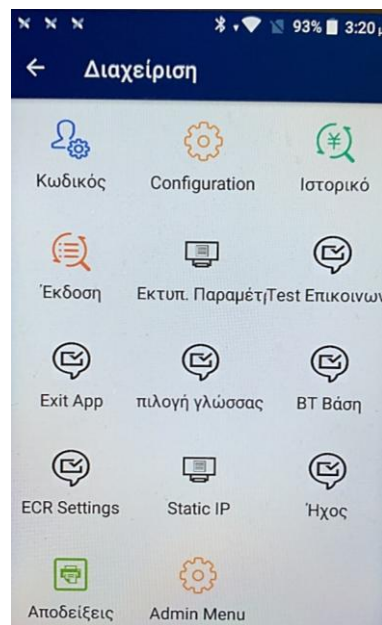 93% 3:20 μ
Διαχείριση
Κωδικός Configuration Ιστορικό
Έκδοση Εκτυπ. Παραμέτρ Test Επικοινων
Exit App πιλογή γλώσσας BT Βάση
ECR Settings Static IP Ήχος
Αποδείξεις Admin Menu